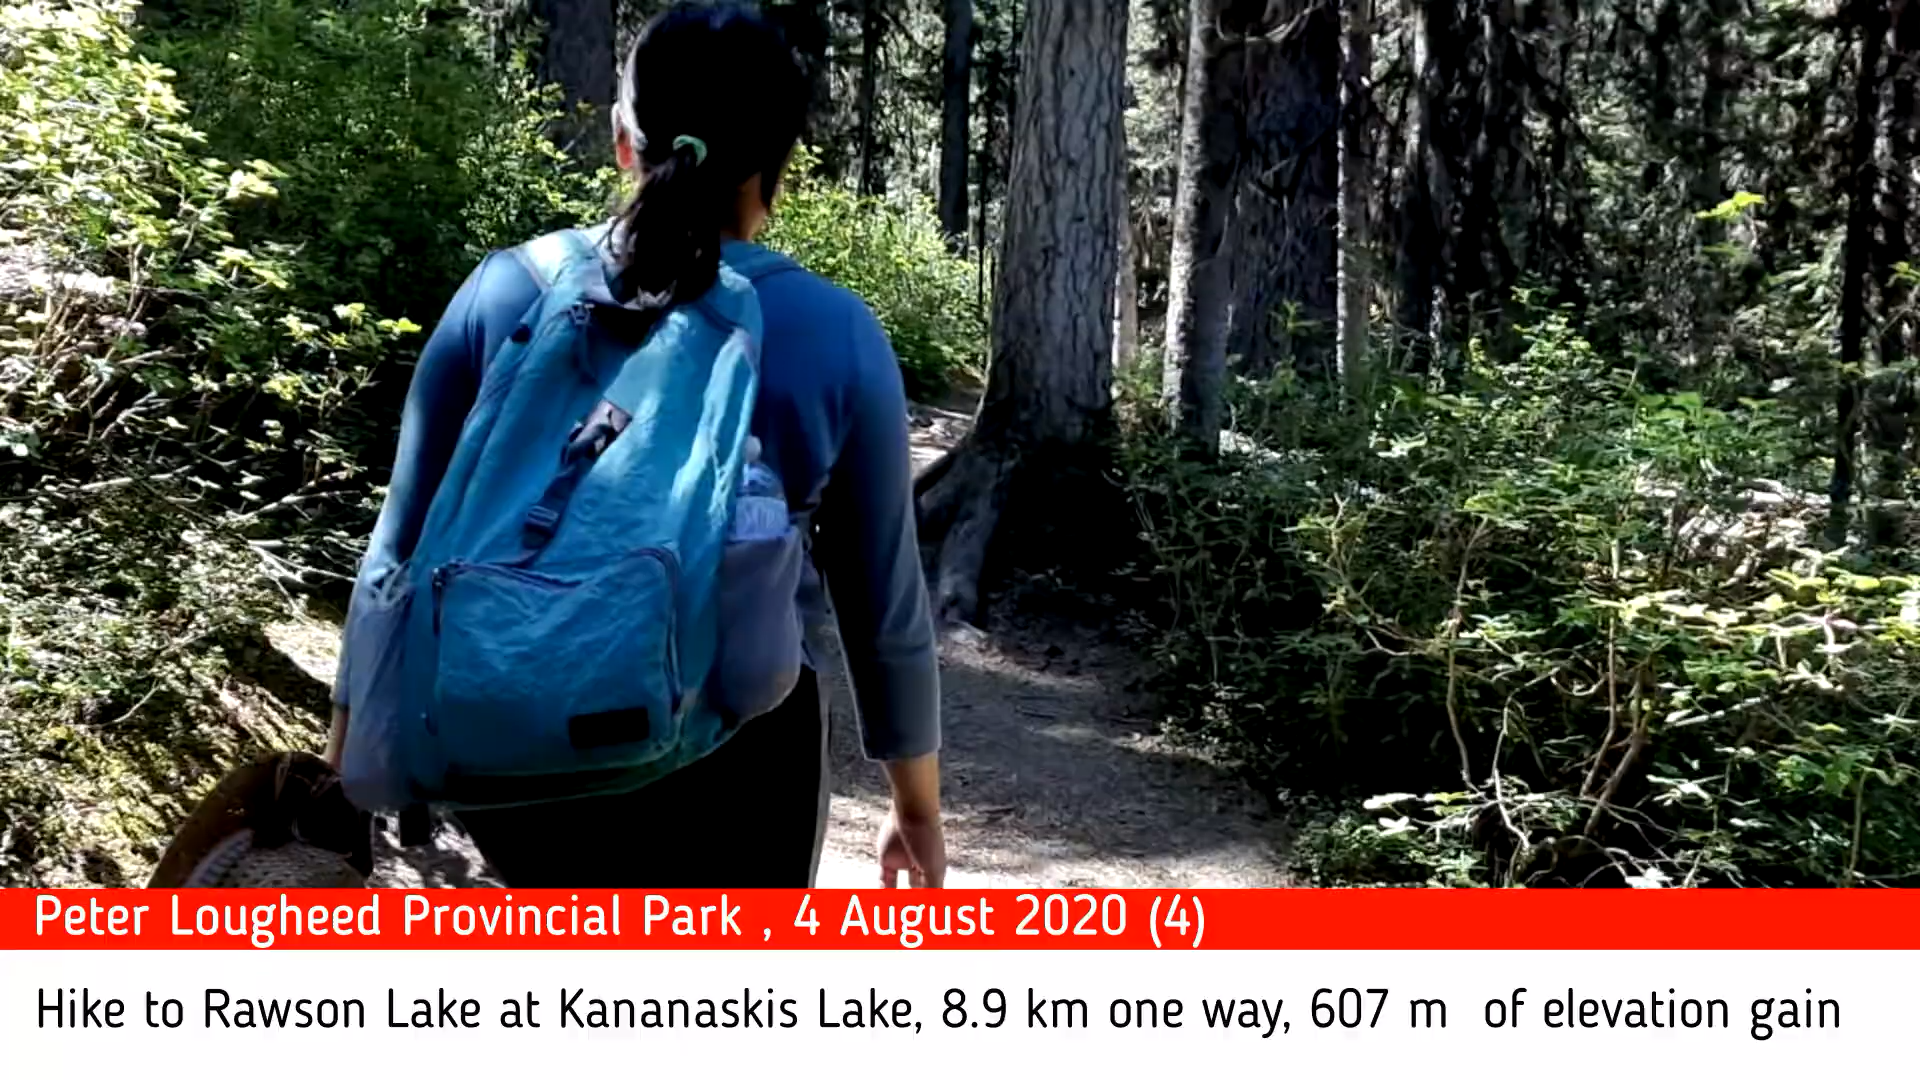 Peter Lougheed Provincial Park , 4 August 2020 (4)
Hike to Rawson Lake at Kananaskis Lake, 8.9 km one way, 607 m  of elevation gain